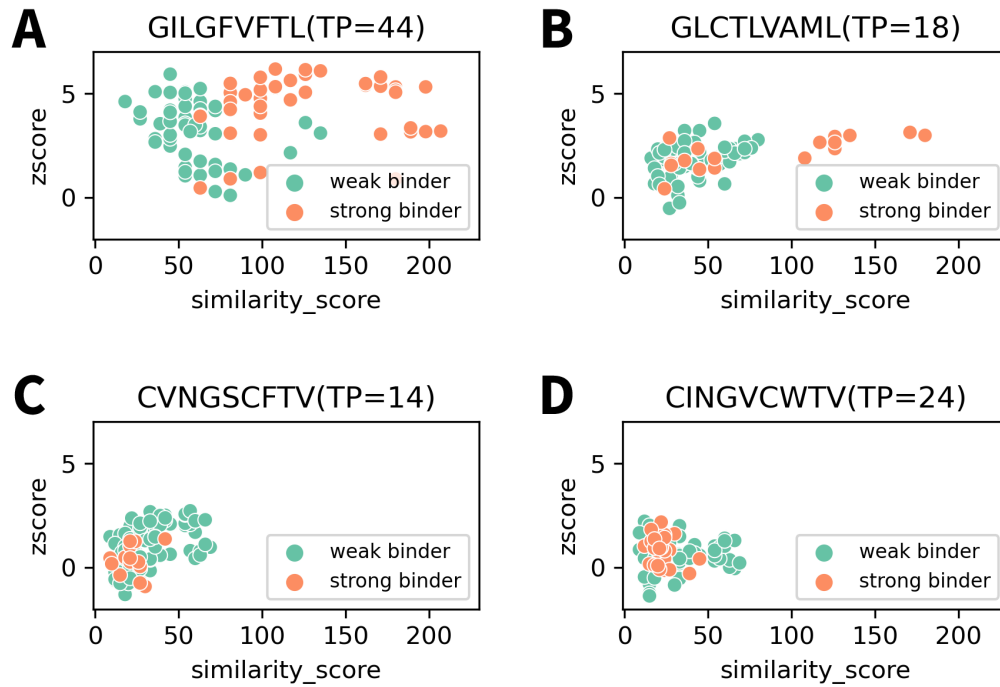 A
GILGFVFTL(TP=44)
zscore
5
0
weak binder
strong binder
0 50 100 150 200
similarity_score
B
GLCTLVAML(TP=18)
zscore
5
0
weak binder
strong binder
0 50 100 150 200
similarity_score
C
CVNGSCFTV(TP=14)
zscore
5
0
weak binder
strong binder
0 50 100 150 200
similarity_score
D
CINGVCWTV(TP=24)
zscore
5
0
weak binder
strong binder
0 50 100 150 200
similarity_score